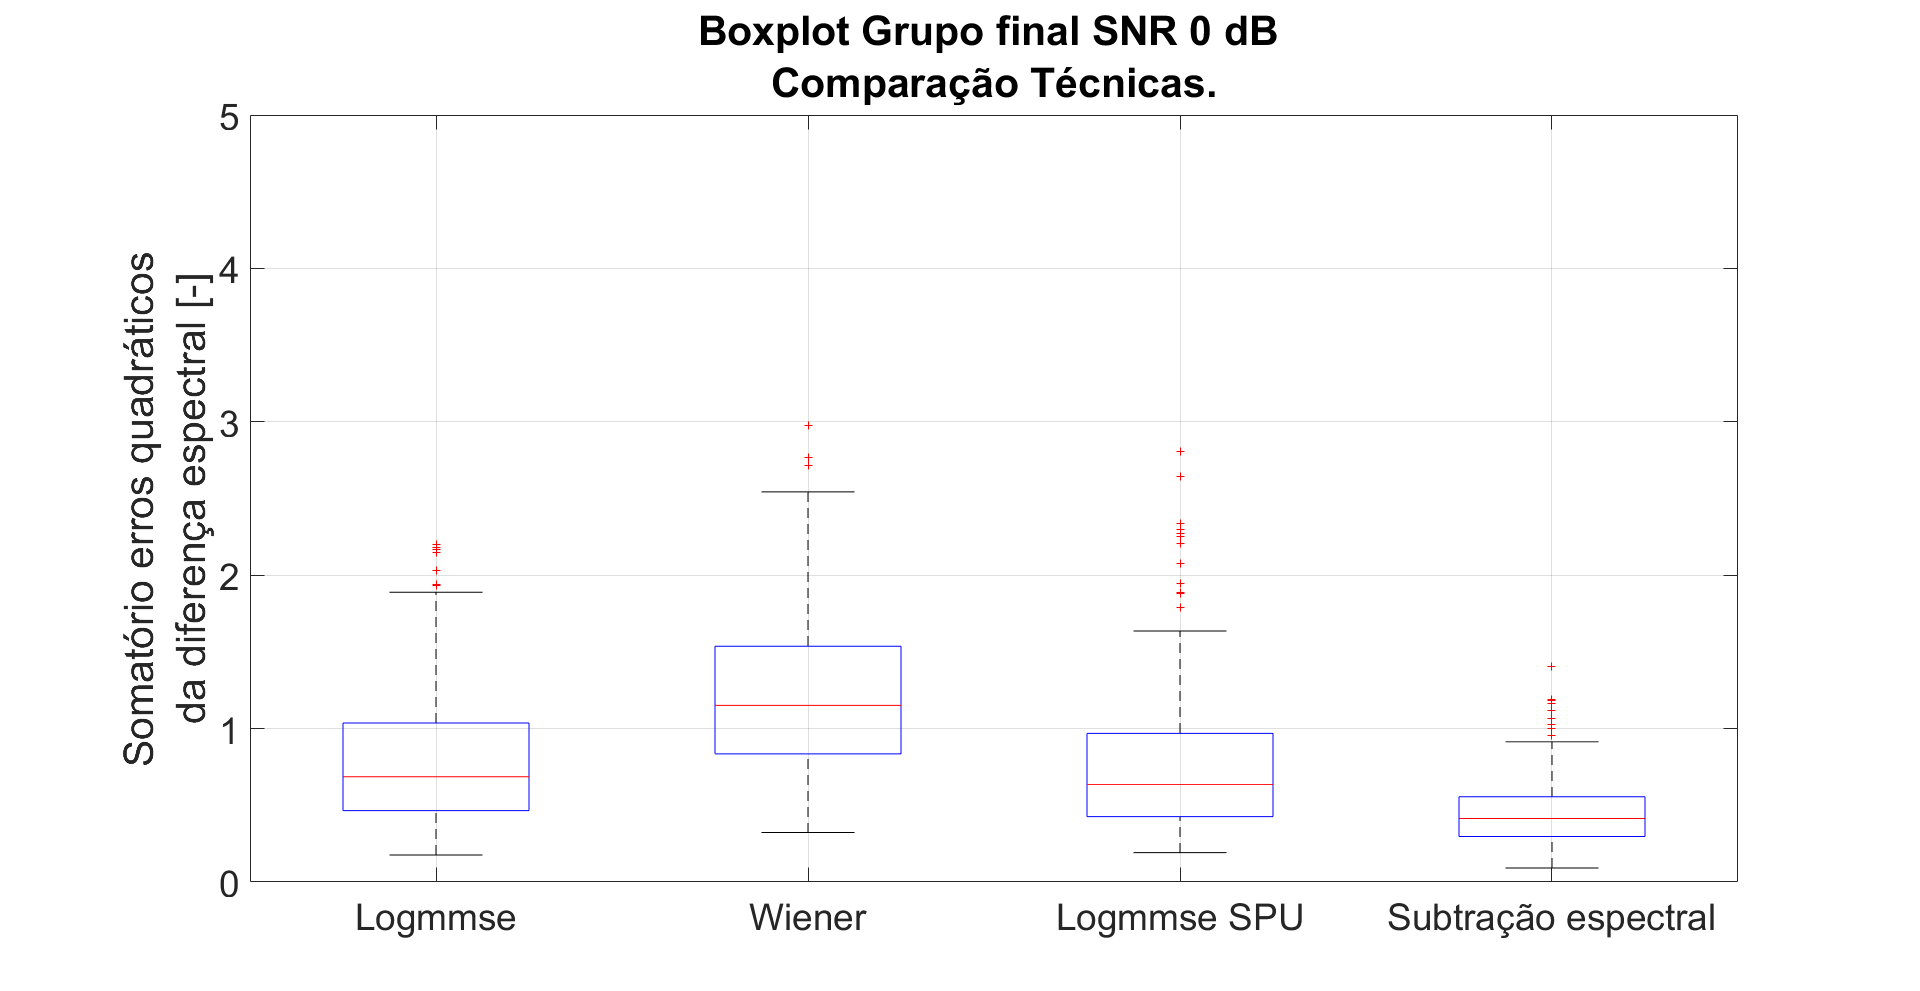 Boxplot Grupo final SNR 0 dB
Comparação Técnicas.
Somatório erros quadráticos
da diferença espectral [-]
5
4
3
2
1
0
Logmmse
Wiener
Logmmse SPU
Subtração espectral